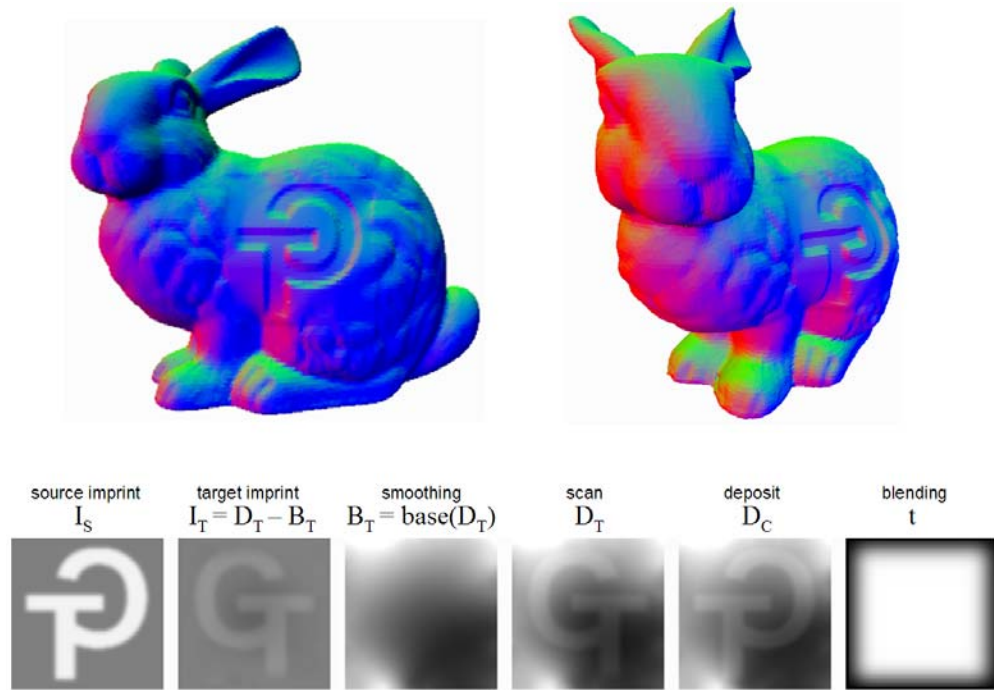 source imprint target imprint smoothing scan deposit blending
I_S I_T = D_T – B_T B_T = base(D_T) D_T D_C t